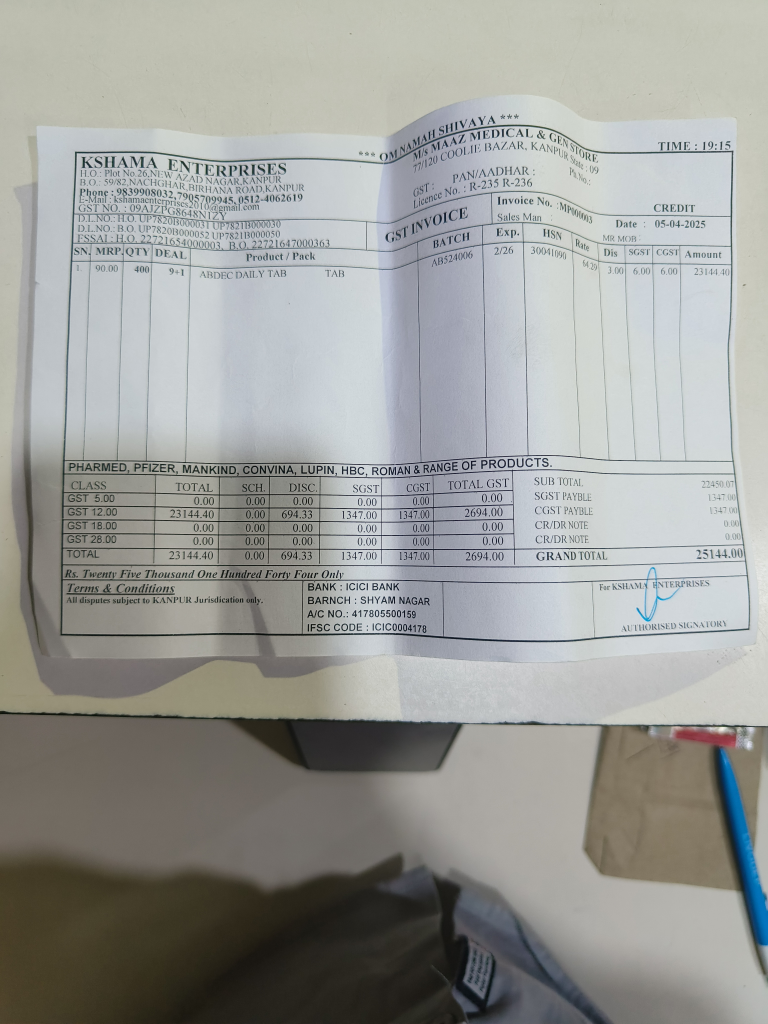 *** OM NAMAH SHIVAYA ***
KSHAMA ENTERPRISES
H.O.: Plot No.26,NEW AZAD NAGAR,KANPUR
B.O.: 59/82,NACHGHAR,BIRHANA ROAD,KANPUR
Phone : 9839908032,7905709945, 0512-4062619
E-Mail : kshamaenterprises2010@gmail.com
GST NO. : 09AJZPG8648N1ZY
D.L.NO.: H.O. UP7820B000031 UP7821B000030
D.L.NO.: B.O. UP7820B000052 UP7821B000050
FSSAI : H.O. 22721654000003, B.O. 22721647000363
GST INVOICE
M/s MAAZ MEDICAL & GEN STORE
77/120 COOLIE BAZAR, KANPUR State : 09
Ph.No.:
PAN/AADHAR :
GST :
Licence No. : R-235 R-236
TIME : 19:15
Invoice No. :MP000003 CREDIT
Sales Man : Date : 05-04-2025
MR MOB
SN. MRP. QTY DEAL Product / Pack BATCH Exp. HSN Rate Dis SGST CGST Amount
1 90.00 400 9+1 ABDEC DAILY TAB TAB AB524006 2/26 30041090 64.29 3.00 6.00 6.00 23144.40
PHARMED, PFIZER, MANKIND, CONVINA, LUPIN, HBC, ROMAN & RANGE OF PRODUCTS.
CLASS TOTAL SCH. DISC. SGST CGST TOTAL GST
GST 5.00 0.00 0.00 0.00 0.00 0.00 0.00
GST 12.00 23144.40 0.00 694.33 1347.00 1347.00 2694.00
GST 18.00 0.00 0.00 0.00 0.00 0.00 0.00
GST 28.00 0.00 0.00 0.00 0.00 0.00 0.00
TOTAL 23144.40 0.00 694.33 1347.00 1347.00 2694.00
SUB TOTAL 22450.07
SGST PAYBLE 1347.00
CGST PAYBLE 1347.00
CR/DR NOTE 0.00
CR/DR NOTE 0.00
GRAND TOTAL 25144.00
Rs. Twenty Five Thousand One Hundred Forty Four Only
Terms & Conditions
All disputes subject to KANPUR Jurisdication only.
BANK : ICICI BANK
BARNCH : SHYAM NAGAR
A/C NO.: 417805500159
IFSC CODE : ICIC0004178
For KSHAMA ENTERPRISES
AUTHORISED SIGNATORY